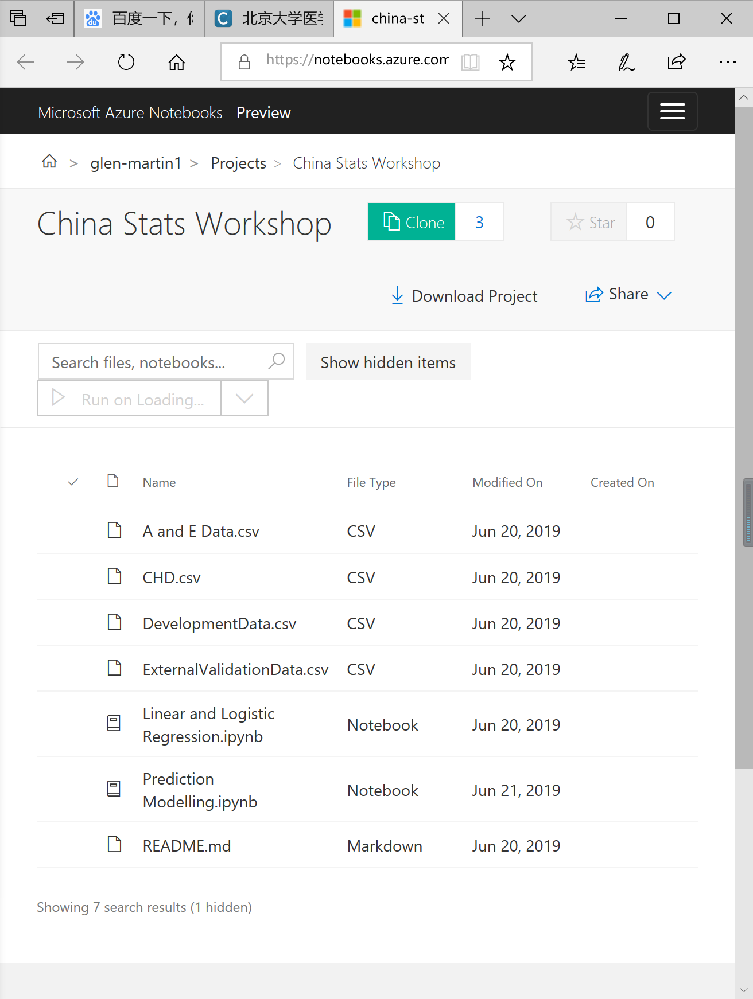 百度一下，
北京大学医
china-sta
https://notebooks.azure.com
Microsoft Azure Notebooks Preview
> glen-martin1 > Projects > China Stats Workshop
China Stats Workshop
Clone 3
Star 0
Download Project
Share
Search files, notebooks...
Show hidden items
Run on Loading...
Name File Type Modified On Created On
A and E Data.csv CSV Jun 20, 2019
CHD.csv CSV Jun 20, 2019
DevelopmentData.csv CSV Jun 20, 2019
ExternalValidationData.csv CSV Jun 20, 2019
Linear and Logistic
Regression.ipynb Notebook Jun 20, 2019
Prediction
Modelling.ipynb Notebook Jun 21, 2019
README.md Markdown Jun 20, 2019
Showing 7 search results (1 hidden)